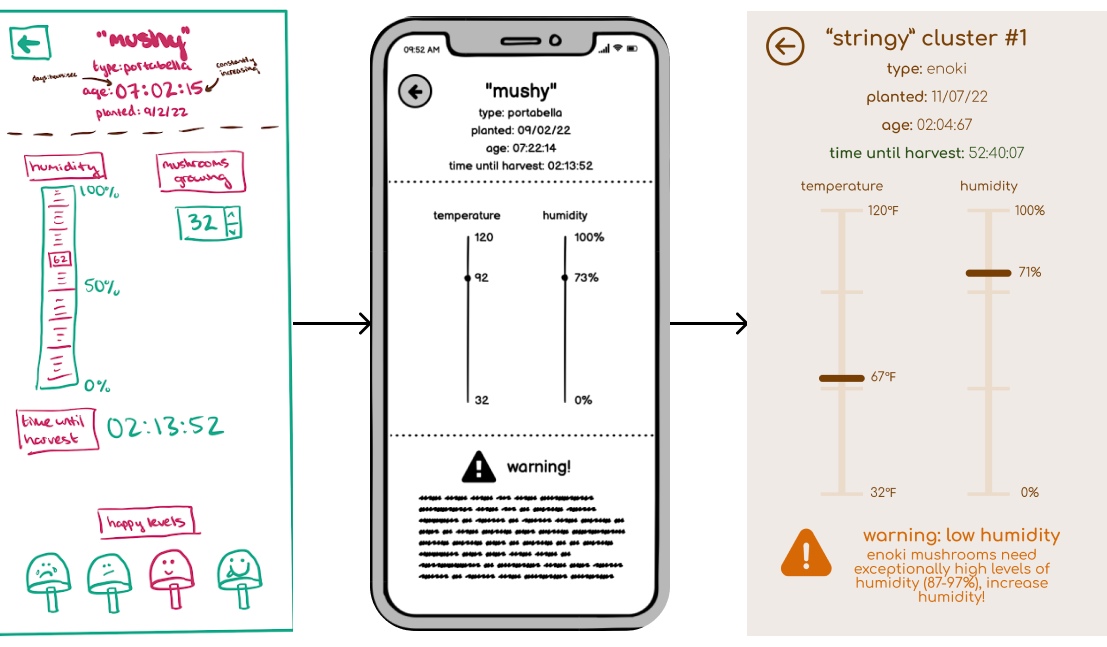 "mushy"
type: portabella
days:hours:sec
constantly
increasing
age: 07:02:15
planted: 9/2/22
humidity
100%
62
50%
0%
mushrooms
growing
32
time until
harvest
02:13:52
happy levels
09:52 AM
"mushy"
type: portabella
planted: 09/02/22
age: 07:22:14
time until harvest: 02:13:52
temperature
120
92
32
humidity
100%
73%
0%
warning!
"stringy" cluster #1
type: enoki
planted: 11/07/22
age: 02:04:67
time until harvest: 52:40:07
temperature
120°F
67°F
32°F
humidity
100%
71%
0%
warning: low humidity
enoki mushrooms need
exceptionally high levels of
humidity (87-97%), increase
humidity!